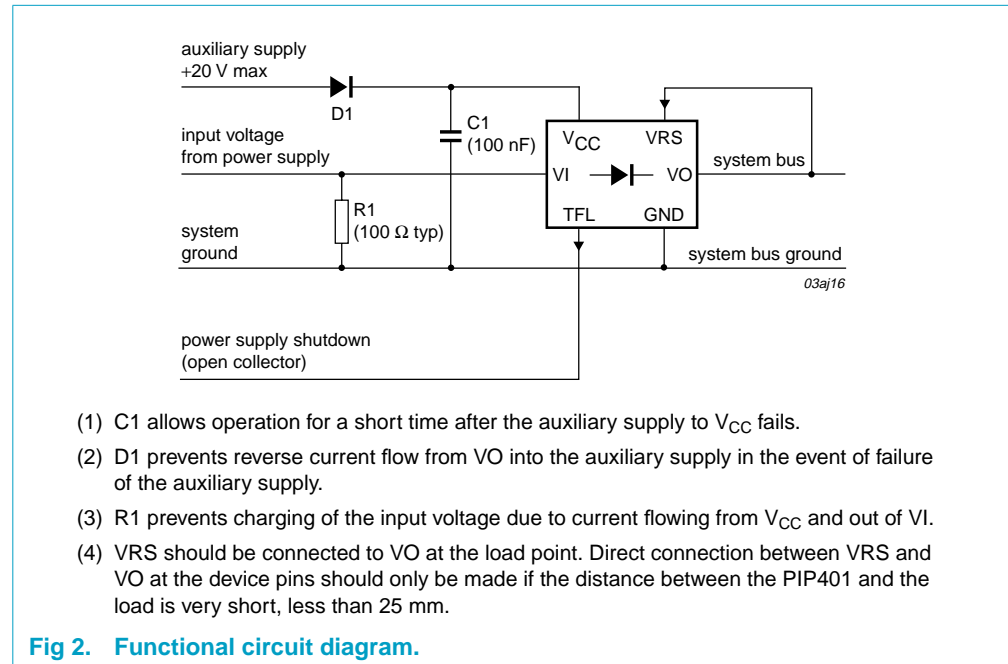 auxiliary supply
+20 V max
D1
C1
(100 nF)
input voltage
from power supply
VCC
VRS
system bus
VI
VO
R1
(100 Ω typ)
TFL
GND
system
ground
system bus ground
03aj16
power supply shutdown
(open collector)
(1) C1 allows operation for a short time after the auxiliary supply to VCC fails.
(2) D1 prevents reverse current flow from VO into the auxiliary supply in the event of failure
of the auxiliary supply.
(3) R1 prevents charging of the input voltage due to current flowing from VCC and out of VI.
(4) VRS should be connected to VO at the load point. Direct connection between VRS and
VO at the device pins should only be made if the distance between the PIP401 and the
load is very short, less than 25 mm.
Fig 2. Functional circuit diagram.